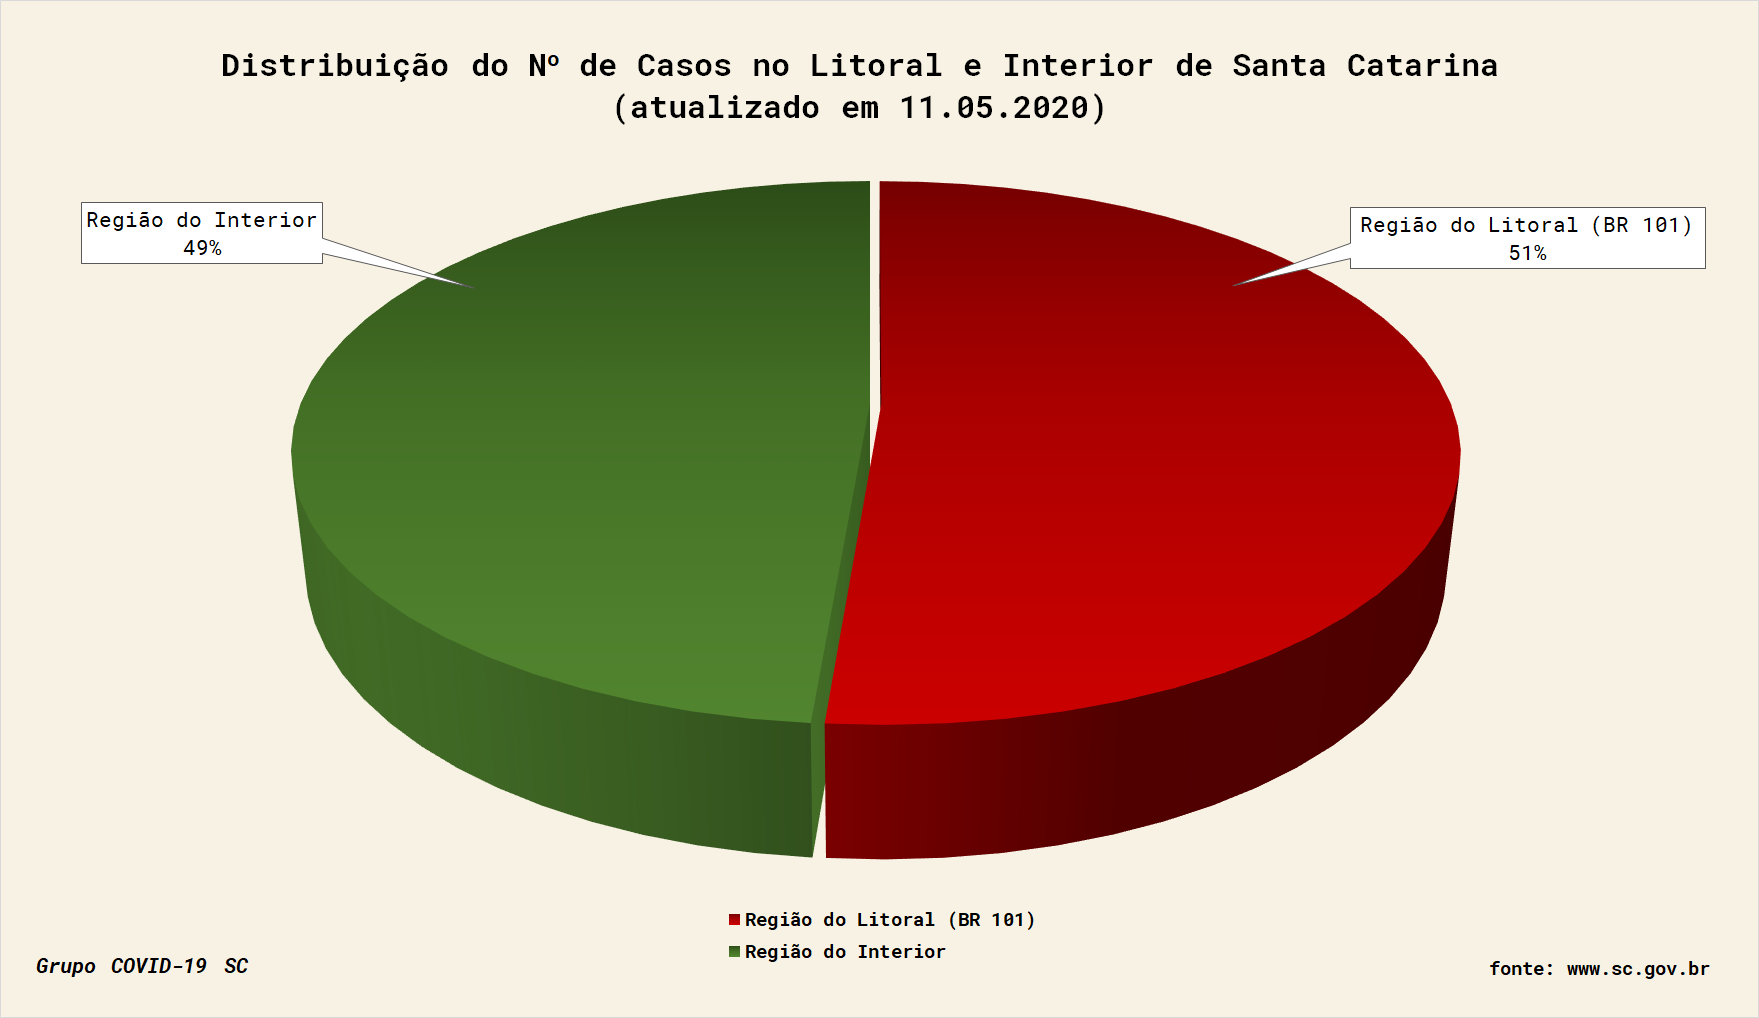 Distribuição do Nº de Casos no Litoral e Interior de Santa Catarina
(atualizado em 11.05.2020)
Região do Interior
49%
Região do Litoral (BR 101)
51%
Região do Litoral (BR 101)
Região do Interior
Grupo COVID-19 SC
fonte: www.sc.gov.br